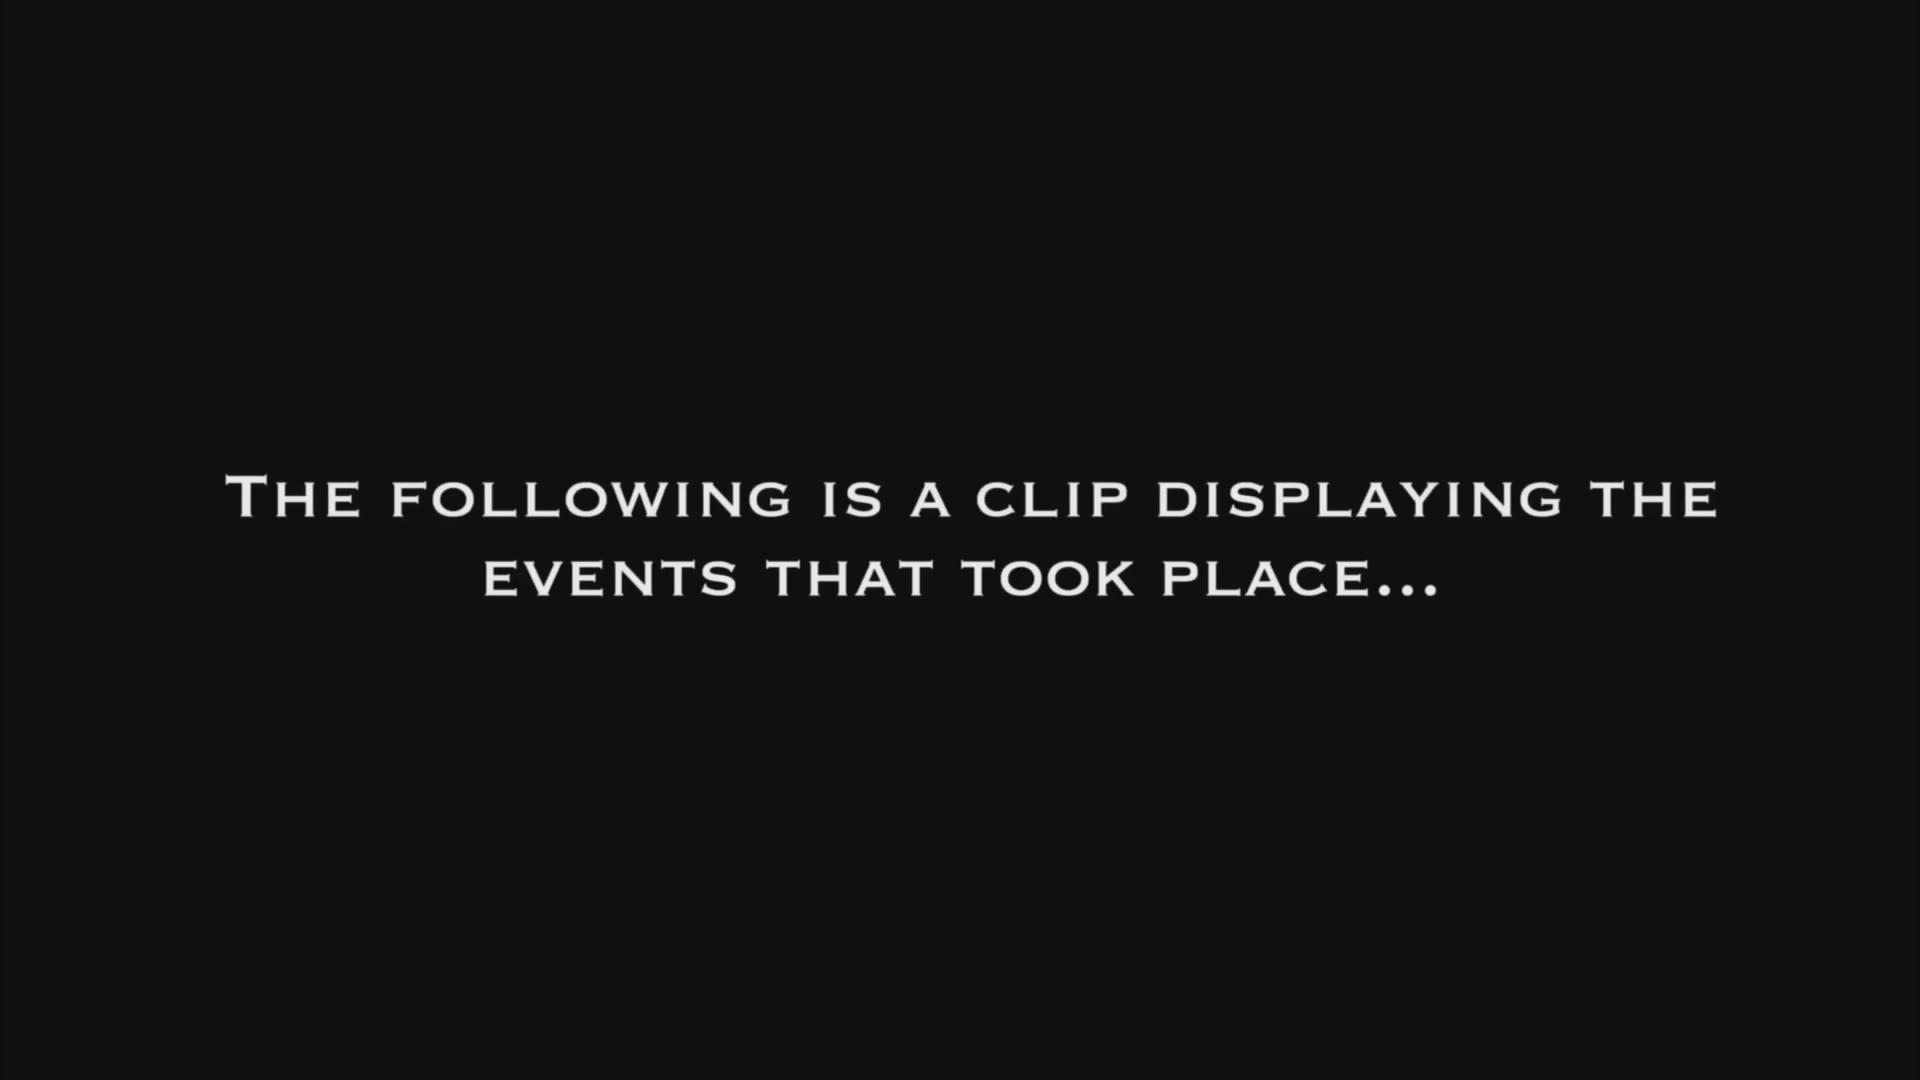 The following is a clip displaying the
events that took place...